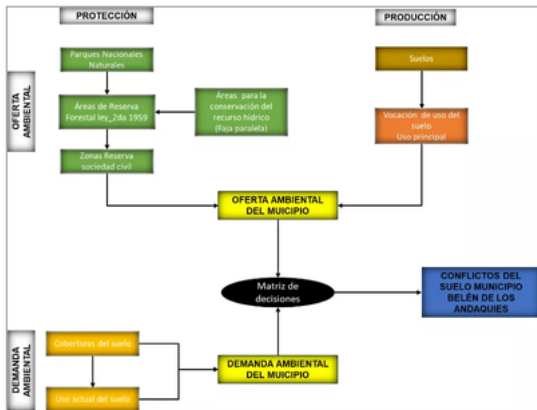 PROTECCIÓN
PRODUCCIÓN
OFERTA
AMBIENTAL
Parques Nacionales
Naturales
Suelos
Áreas de Reserva
Forestal ley_2da 1959
Áreas para la
conservación del
recurso hídrico
(Faja paralela)
Vocación de uso del
suelo
Uso principal
Zonas Reserva
sociedad civil
OFERTA AMBIENTAL
DEL MUICIPIO
Matriz de
decisiones
CONFLICTOS DEL
SUELO MUNICIPIO
BELÉN DE LOS
ANDAQUIES
DEMANDA
AMBIENTAL
Coberturas del suelo
Uso actual del suelo
DEMANDA AMBIENTAL
DEL MUICIPIO